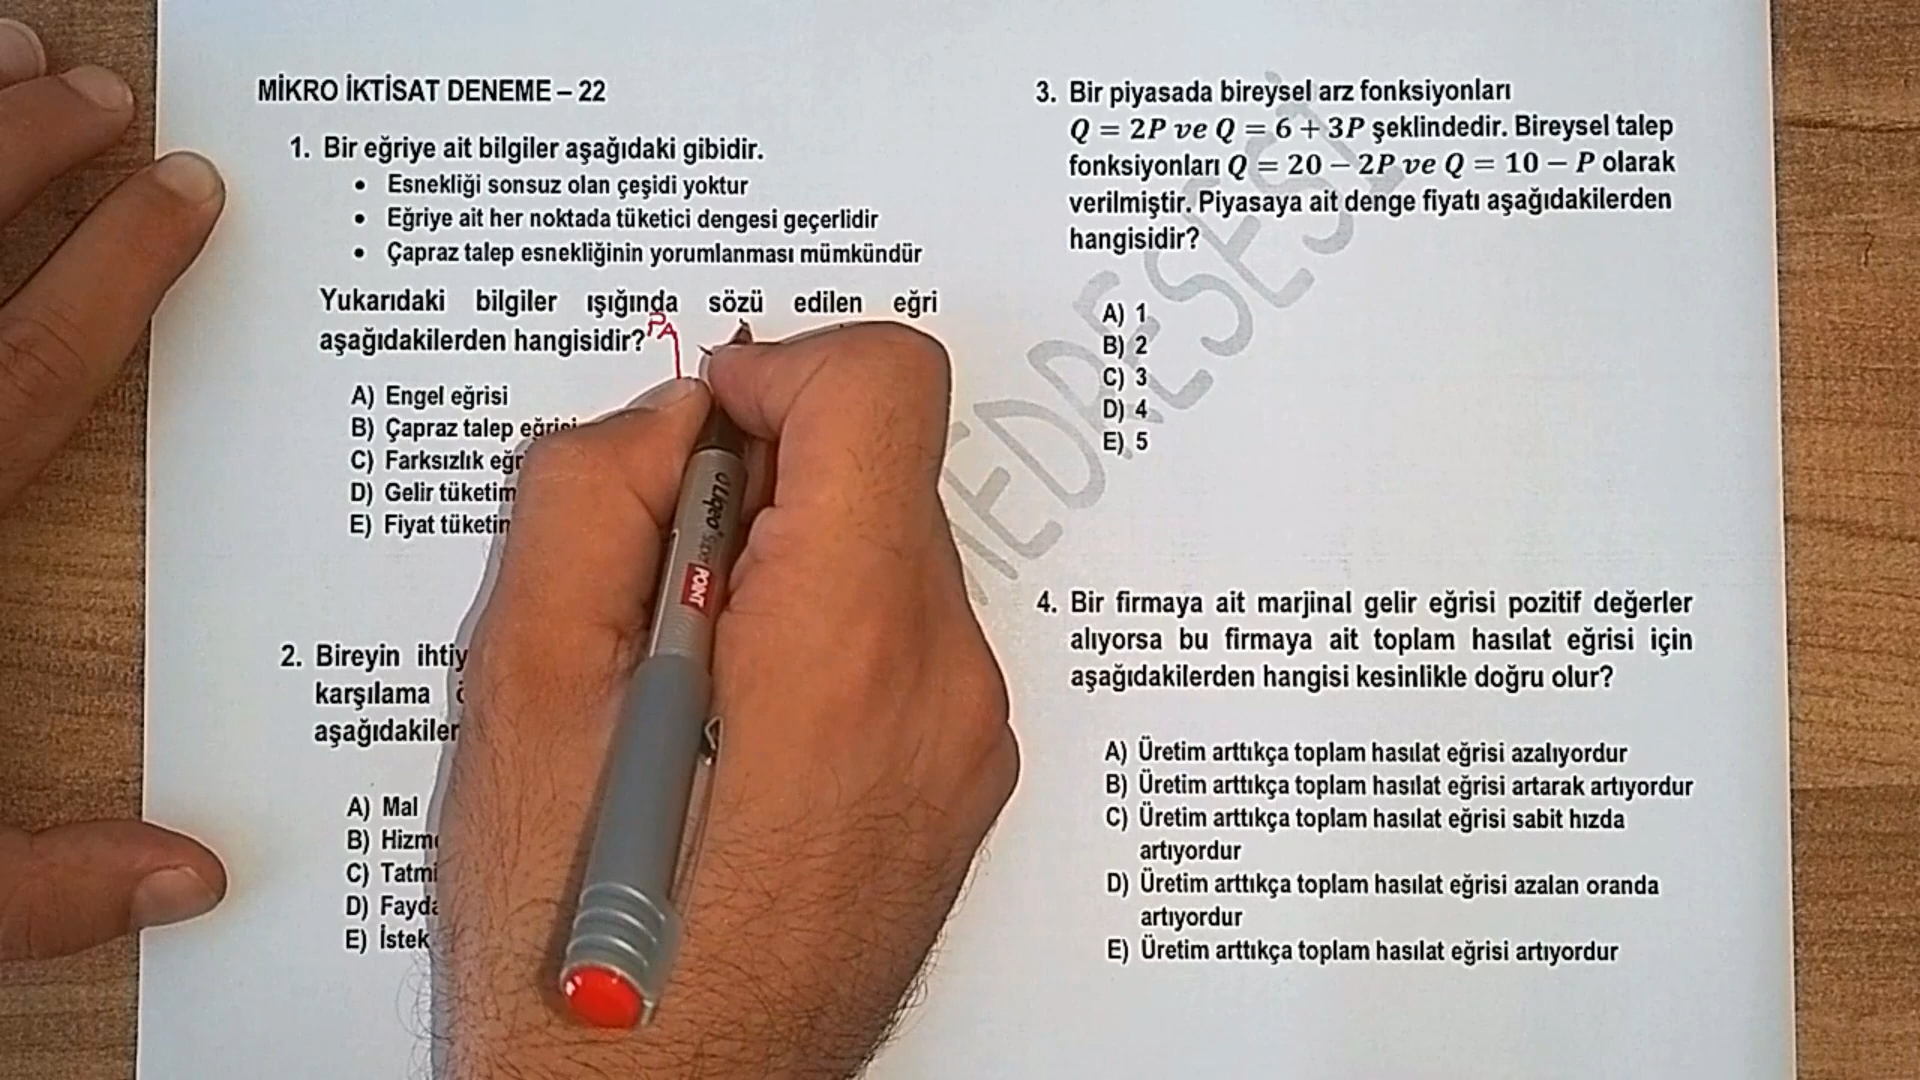 MİKRO İKTİSAT DENEME – 22
1. Bir eğriye ait bilgiler aşağıdaki gibidir.
• Esnekliği sonsuz olan çeşidi yoktur
• Eğriye ait her noktada tüketici dengesi geçerlidir
• Çapraz talep esnekliğinin yorumlanması mümkündür
Yukarıdaki bilgiler ışığında sözü edilen eğri
aşağıdakilerden hangisidir?
PA
A) Engel eğrisi
B) Çapraz talep eğrisi
C) Farksızlık
D) Gelir tüketim
E) Fiyat
2. Bireyin
karşılama
A) Mal
B)
C)
D)
E) İstek
3. Bir piyasada bireysel arz fonksiyonları
Q = 2P ve Q = 6 + 3P şeklindedir. Bireysel talep
fonksiyonları Q = 20 − 2P ve Q = 10 − P olarak
verilmiştir. Piyasaya ait denge fiyatı aşağıdakilerden
hangisidir?
A) 1
B) 2
C) 3
D) 4
E) 5
4. Bir firmaya ait marjinal gelir eğrisi pozitif değerler
alıyorsa bu firmaya ait toplam hasılat eğrisi için
aşağıdakilerden hangisi kesinlikle doğru olur?
A) Üretim arttıkça toplam hasılat eğrisi azalıyordur
B) Üretim arttıkça toplam hasılat eğrisi artarak artıyordur
C) Üretim arttıkça toplam hasılat eğrisi sabit hızda
artıyordur
D) Üretim arttıkça toplam hasılat eğrisi azalan oranda
artıyordur
E) Üretim arttıkça toplam hasılat eğrisi artıyordur
POINT